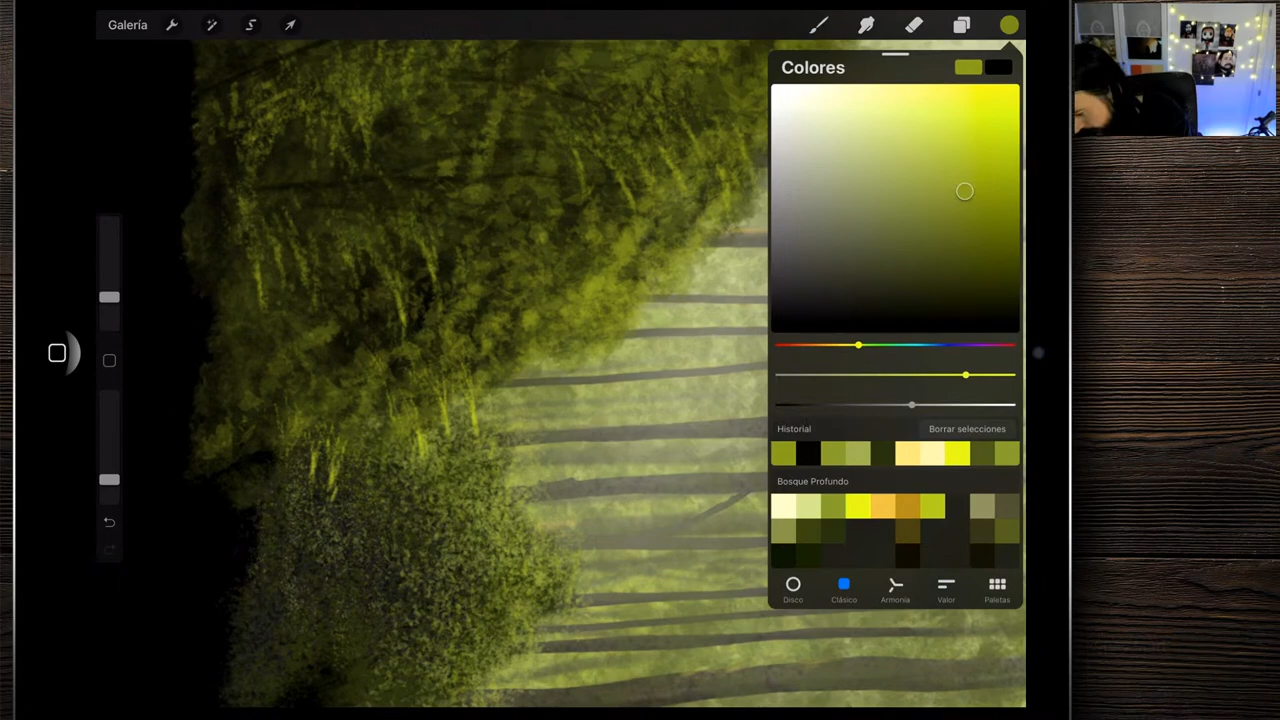 Galería
Colores
Historial
Borrar selecciones
Bosque Profundo
Disco
Clásico
Armonía
Valor
Paletas